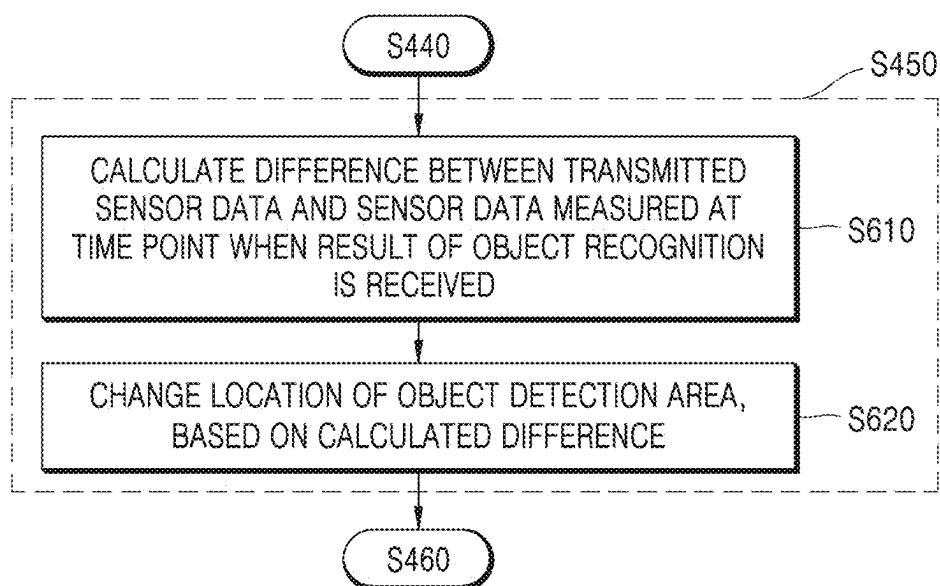 S440
S450
CALCULATE DIFFERENCE BETWEEN TRANSMITTED
SENSOR DATA AND SENSOR DATA MEASURED AT
TIME POINT WHEN RESULT OF OBJECT RECOGNITION
IS RECEIVED
S610
CHANGE LOCATION OF OBJECT DETECTION AREA,
BASED ON CALCULATED DIFFERENCE
S620
S460